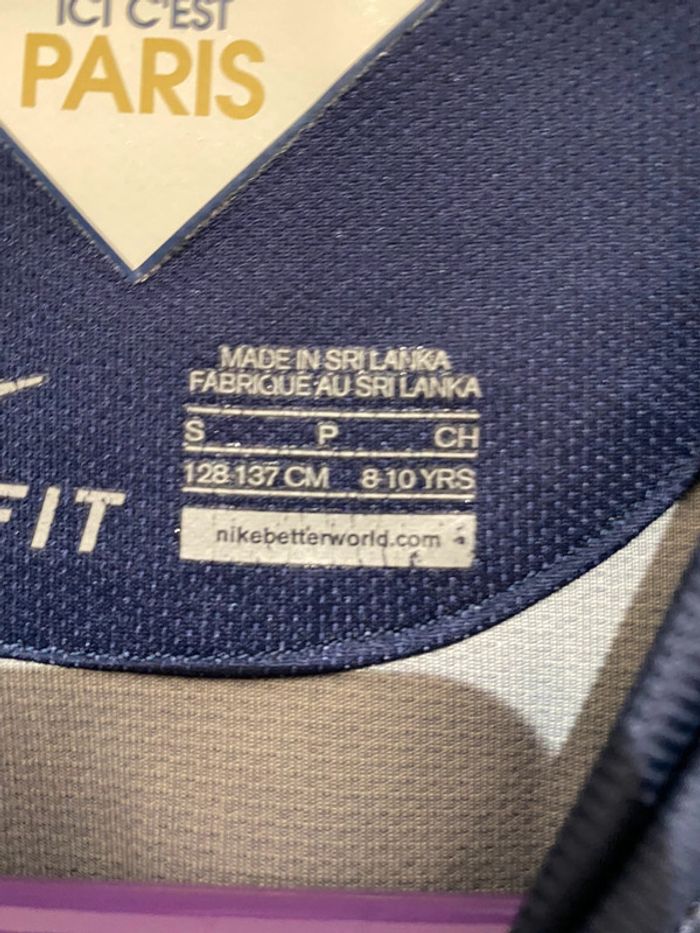 ICI C'EST
PARIS
MADE IN SRI LANKA
FABRIQUE AU SRI LANKA
S P CH
128-137 CM 8-10 YRS
FIT
nikebetterworld.com